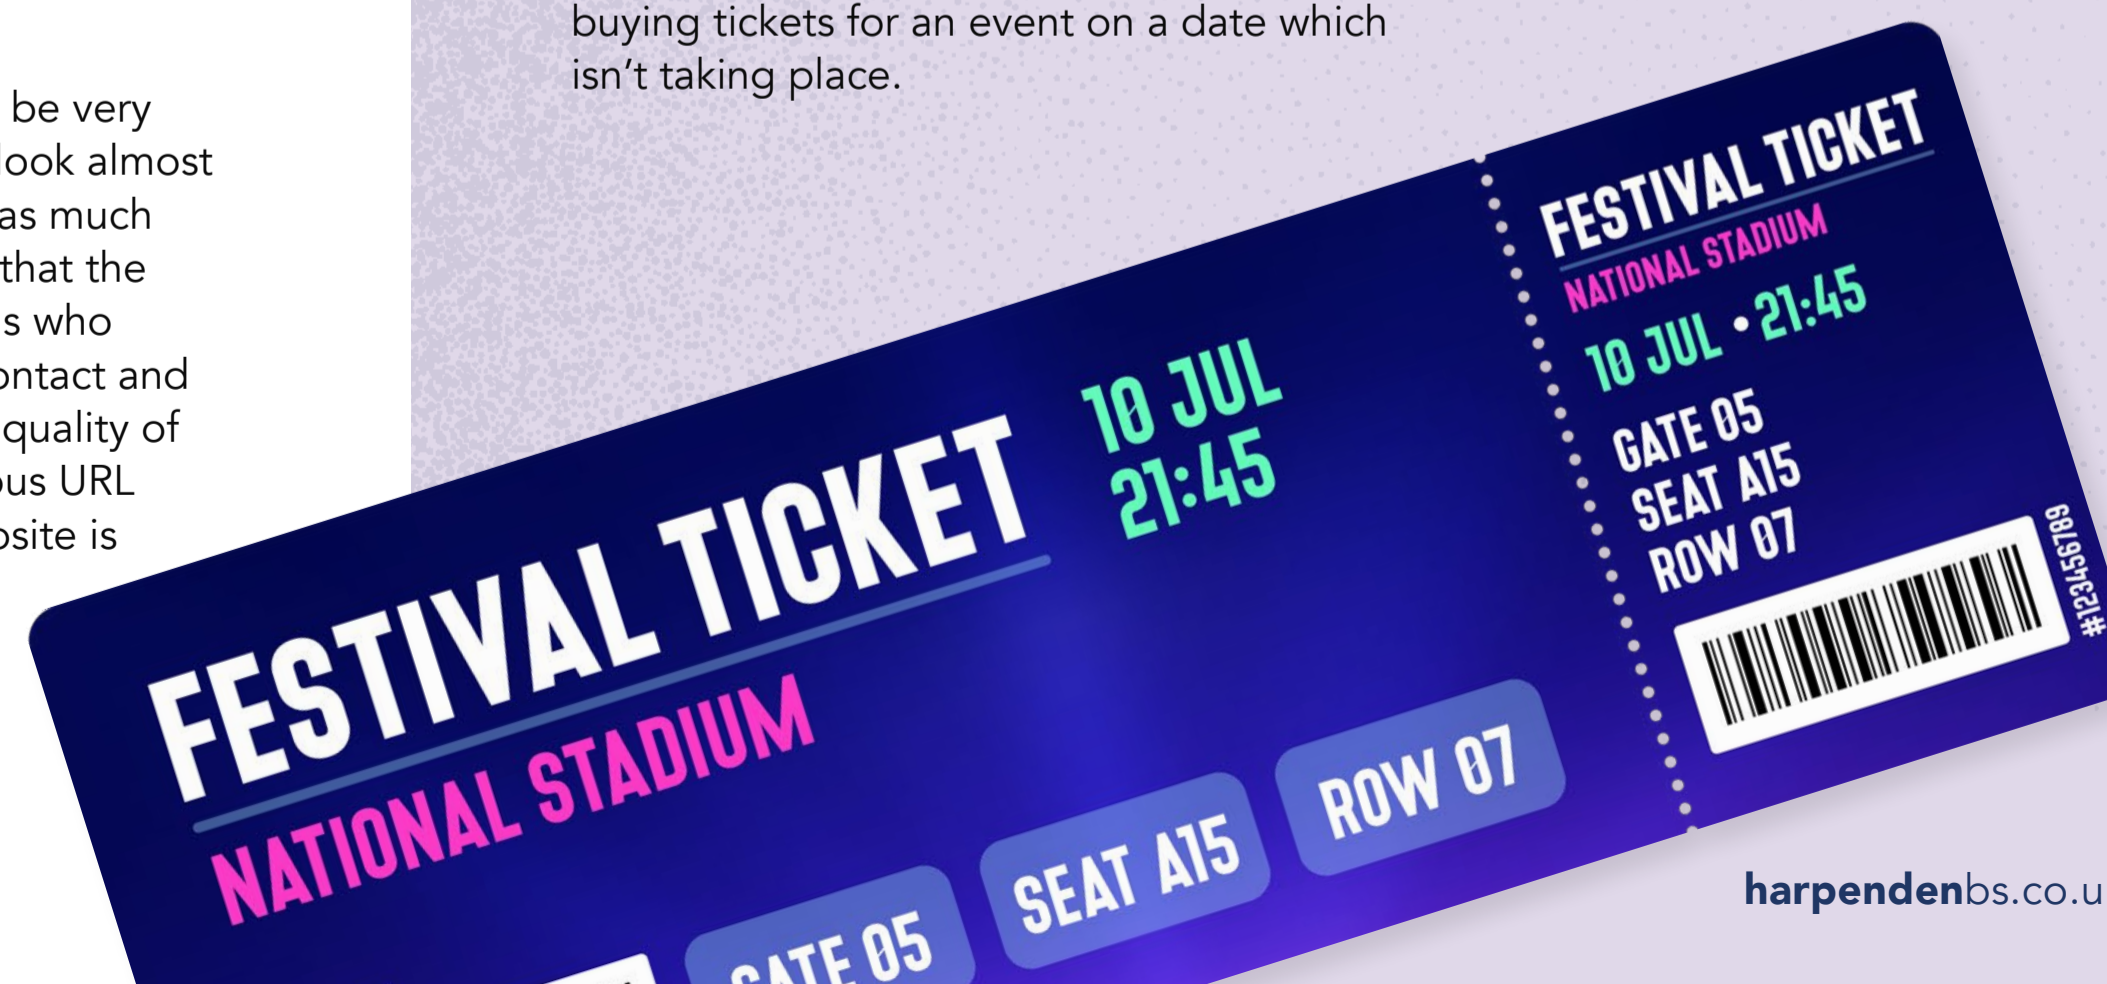 buying tickets for an event on a date which
isn't taking place.
be very
look almost
as much
that the
s who
ontact and
quality of
ous URL
osite is
FESTIVAL TICKET
NATIONAL STADIUM
10 JUL
21:45
GATE 05
SEAT A15
ROW 07
FESTIVAL TICKET
NATIONAL STADIUM
10 JUL • 21:45
GATE 05
SEAT A15
ROW 07
#123456789
harpendenbs.co.u